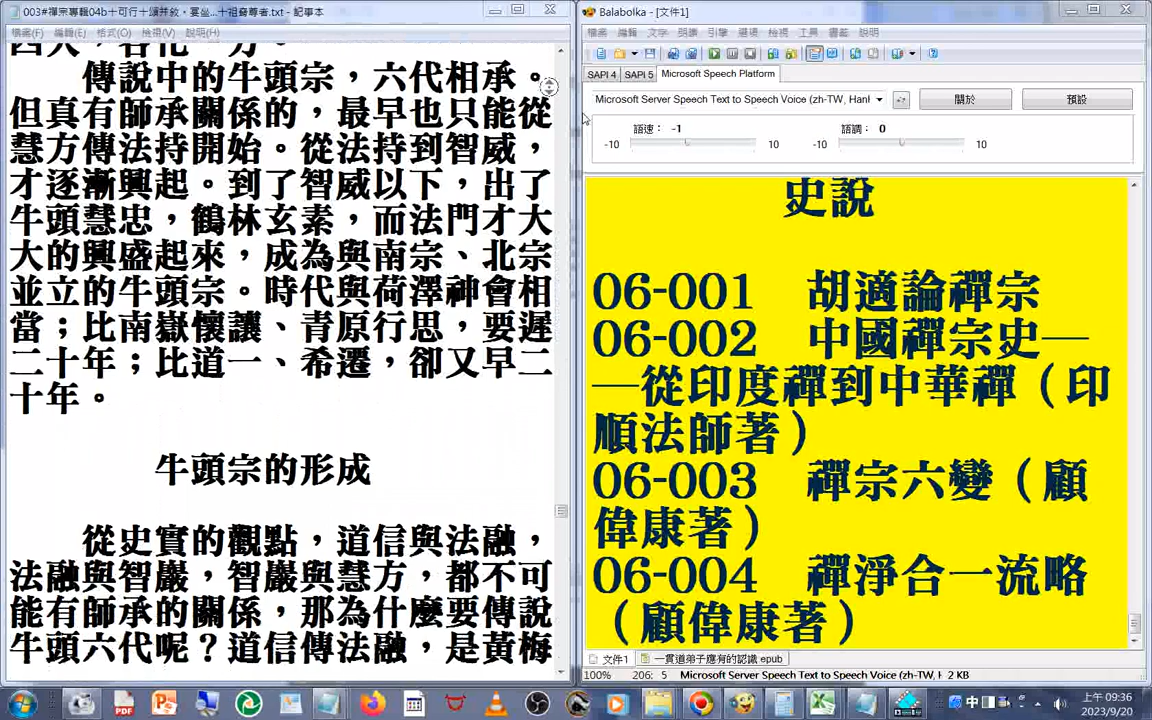 003#禪宗專輯04b十可行十頌并敘‧宴坐...十祖脅尊者.txt - 記事本
檔案(F) 編輯(E) 格式(O) 檢視(V) 說明(H)
傳說中的牛頭宗，六代相承。
但真有師承關係的，最早也只能從
慧方傳法持開始。從法持到智威，
才逐漸興起。到了智威以下，出了
牛頭慧忠，鶴林玄素，而法門才大
大的興盛起來，成為與南宗、北宗
並立的牛頭宗。時代與荷澤神會相
當；比南嶽懷讓、青原行思，要遲
二十年；比道一、希遷，卻又早二
十年。
牛頭宗的形成
從史實的觀點，道信與法融，
法融與智嚴，智嚴與慧方，都不可
能有師承的關係，那為什麼要傳說
牛頭六代呢？道信傳法融，是黃梅
Balabolka - [文件1]
檔案 編輯 文字 朗讀 引擎 選項 檢視 工具 書籤 說明
SAPI 4 SAPI 5 Microsoft Speech Platform
Microsoft Server Speech Text to Speech Voice (zh-TW, HanH 關於 預設
語速： -1 語調： 0
-10 10 -10 10
史說
06-001 胡適論禪宗
06-002 中國禪宗史—
—從印度禪到中華禪（印
順法師著）
06-003 禪宗六變（顧
偉康著）
06-004 禪淨合一流略
（顧偉康著）
文件1 一貫道弟子應有的認識 epub
100% 206: 5 Microsoft Server Speech Text to Speech Voice (zh-TW, H 2 KB
上午 09:36
2023/9/20